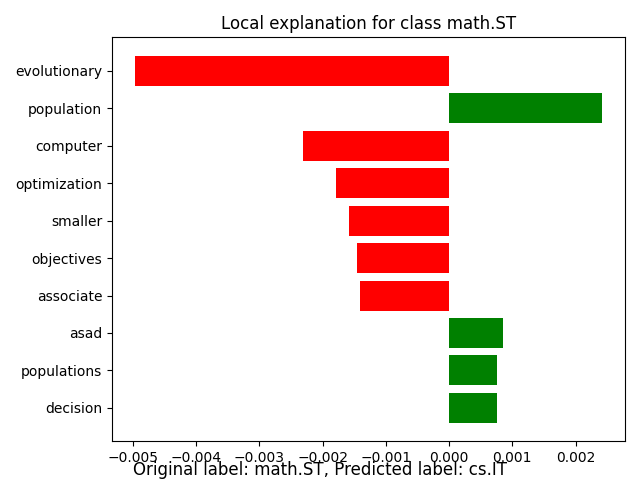 Local explanation for class math.ST
evolutionary
population
computer
optimization
smaller
objectives
associate
asad
populations
decision
−0.005 −0.004 −0.003 −0.002 −0.001 0.000 0.001 0.002
Original label: math.ST, Predicted label: cs.IT